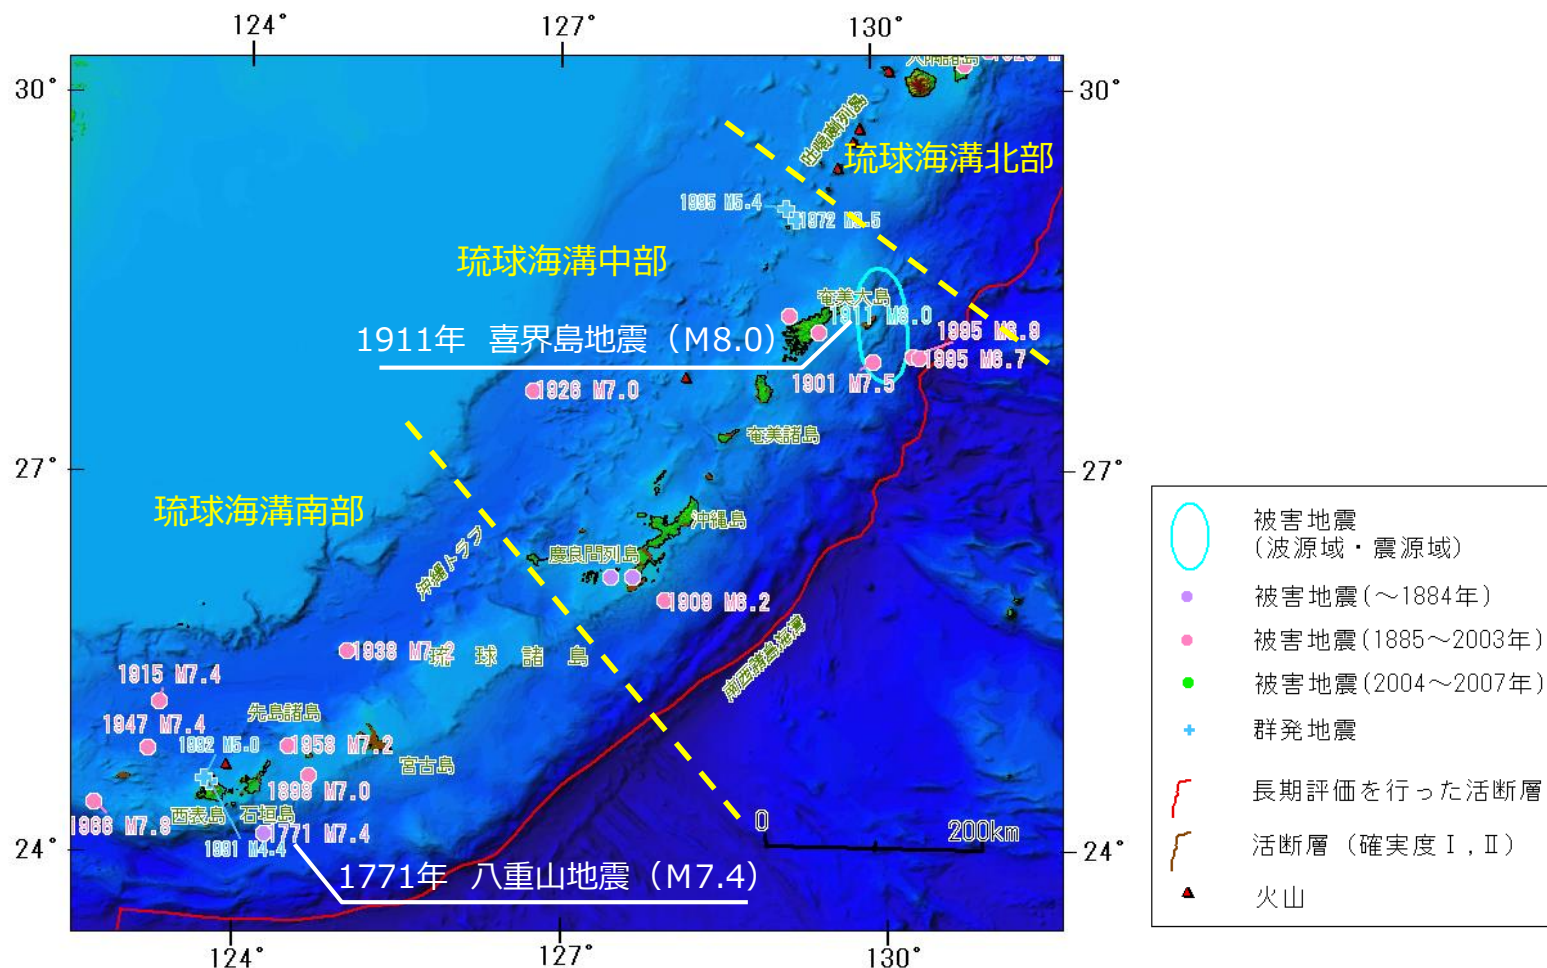 124°
127°
130°
30°
30°
吐噶喇列島
琉球海溝北部
1995 M5.4
琉球海溝中部
奄美大島
1911 M8.0
1911年 喜界島地震（M8.0）
1995 M6.9
1995 M6.7
1901 M7.5
1926 M7.0
奄美諸島
27°
27°
琉球海溝南部
沖縄島
沖縄トラフ
慶良間列島
1909 M6.2
1938 M7.2
琉球諸島
南西諸島海溝
1915 M7.4
先島諸島
1947 M7.4
1992 M5.0
1958 M7.2
宮古島
1898 M7.0
西表島
石垣島
1966 M7.8
1771 M7.4
1991 M4.4
0
200km
24°
24°
1771年 八重山地震（M7.4）
124°
127°
130°
被害地震
(波源域・震源域)
被害地震(～1884年)
被害地震(1885～2003年)
被害地震(2004～2007年)
群発地震
長期評価を行った活断層
活断層（確実度Ⅰ,Ⅱ）
火山